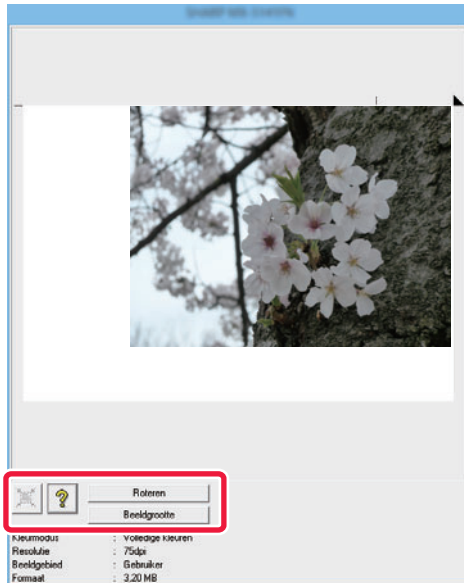 Roteren
Beeldgrootte
Kleurmodus : Volledige kleuren
Resolutie : 75dpi
Beeldgebied : Gebruiker
Formaat : 3,20 MB